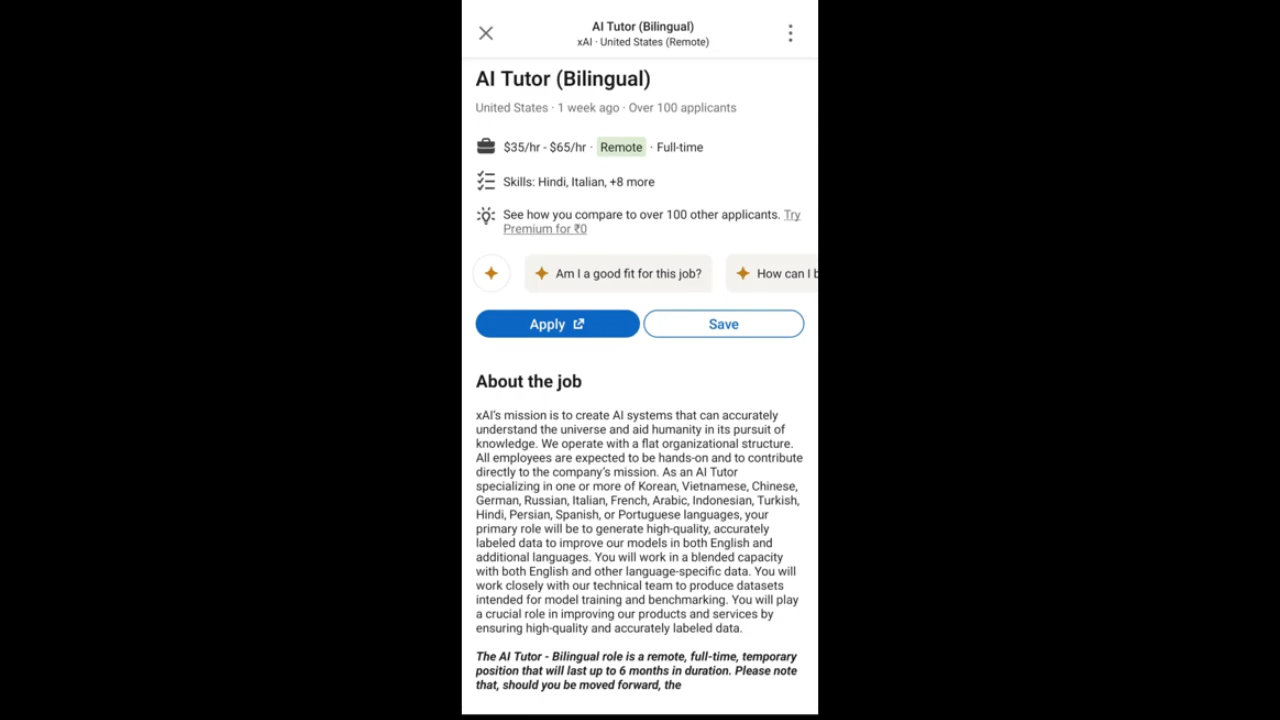 AI Tutor (Bilingual)
xAI · United States (Remote)
AI Tutor (Bilingual)
United States · 1 week ago · Over 100 applicants
$35/hr - $65/hr · Remote · Full-time
Skills: Hindi, Italian, +8 more
See how you compare to over 100 other applicants. Try
Premium for ₹0
Am I a good fit for this job?
How can I b
Apply
Save
About the job
xAI's mission is to create AI systems that can accurately
understand the universe and aid humanity in its pursuit of
knowledge. We operate with a flat organizational structure.
All employees are expected to be hands-on and to contribute
directly to the company's mission. As an AI Tutor
specializing in one or more of Korean, Vietnamese, Chinese,
German, Russian, Italian, French, Arabic, Indonesian, Turkish,
Hindi, Persian, Spanish, or Portuguese languages, your
primary role will be to generate high-quality, accurately
labeled data to improve our models in both English and
additional languages. You will work in a blended capacity
with both English and other language-specific data. You will
work closely with our technical team to produce datasets
intended for model training and benchmarking. You will play
a crucial role in improving our products and services by
ensuring high-quality and accurately labeled data.
The AI Tutor - Bilingual role is a remote, full-time, temporary
position that will last up to 6 months in duration. Please note
that, should you be moved forward, the